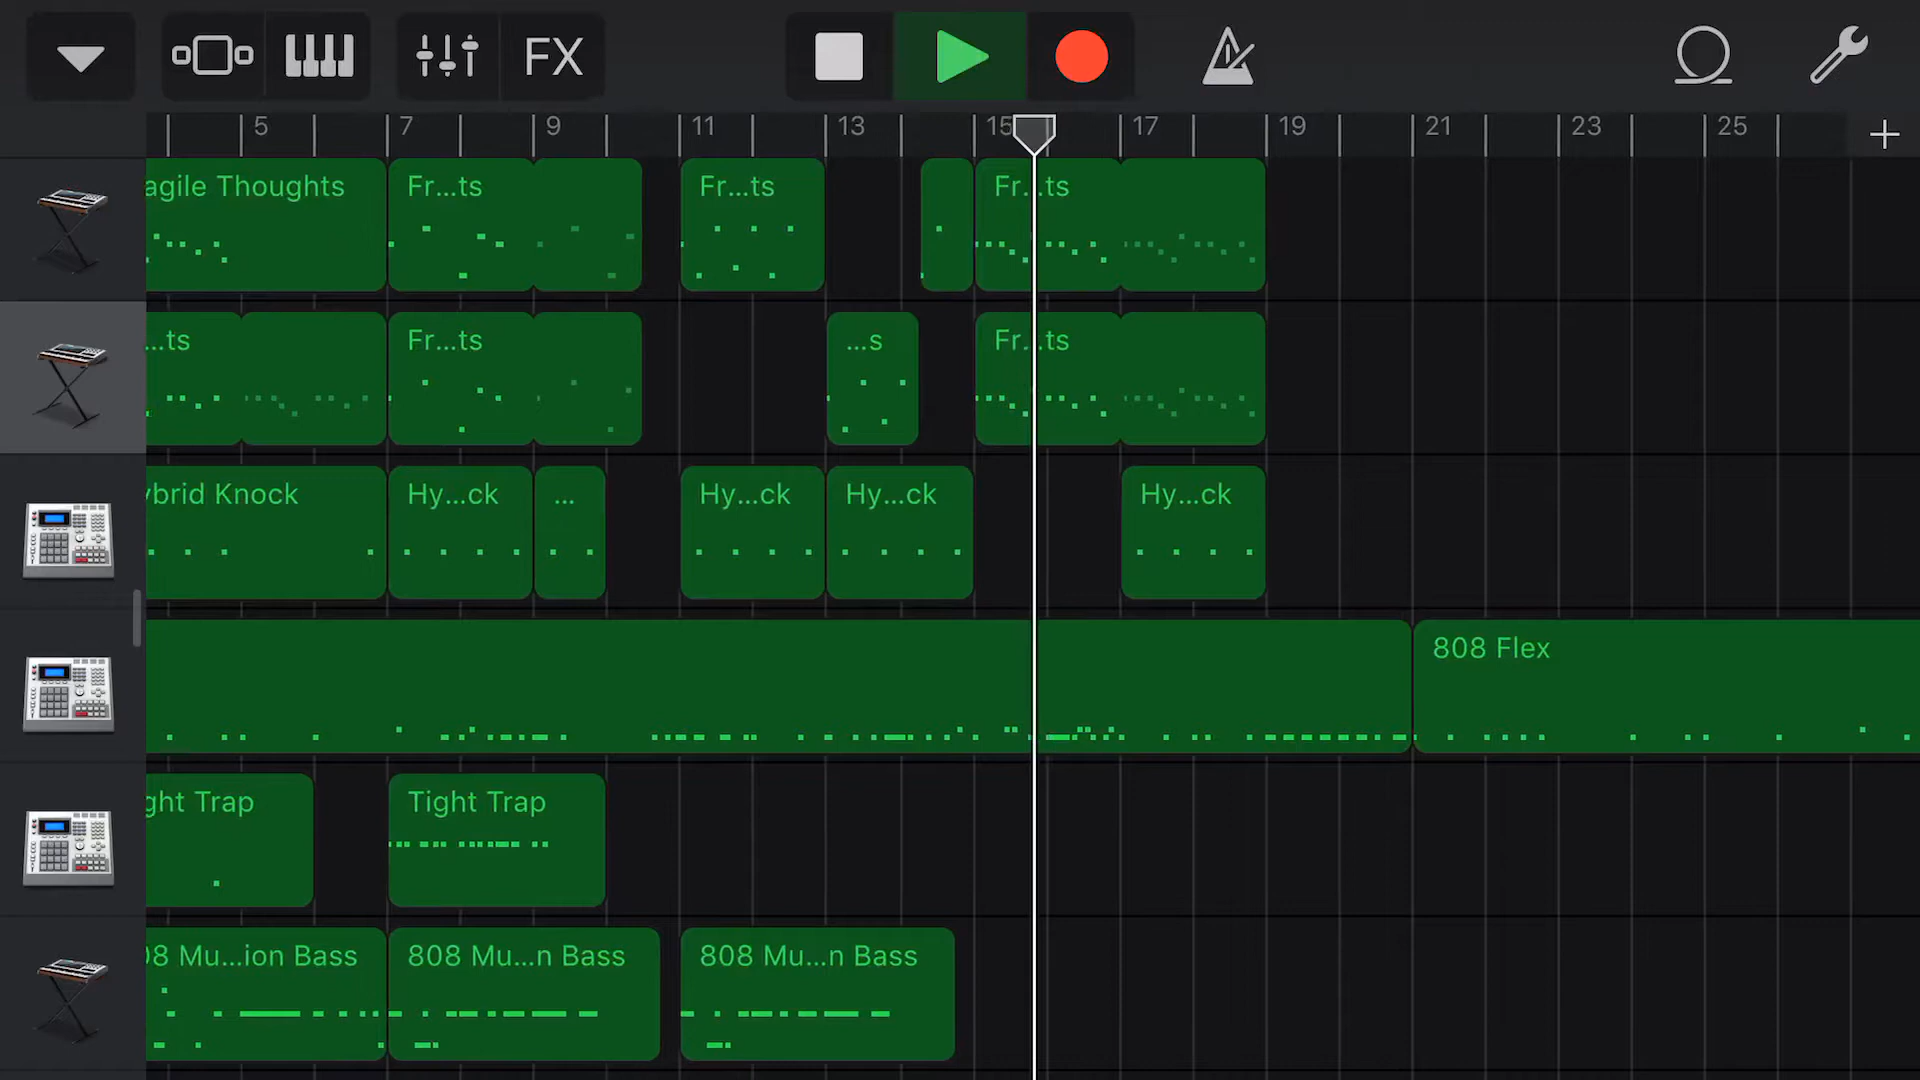 FX
5 7 9 11 13 15 17 19 21 23 25
agile Thoughts Fr...ts Fr...ts Fr...ts
...ts Fr...ts ...s Fr...ts
ybrid Knock Hy...ck ... Hy...ck Hy...ck Hy...ck
808 Flex
ght Trap Tight Trap
08 Mu...ion Bass 808 Mu...n Bass 808 Mu...n Bass